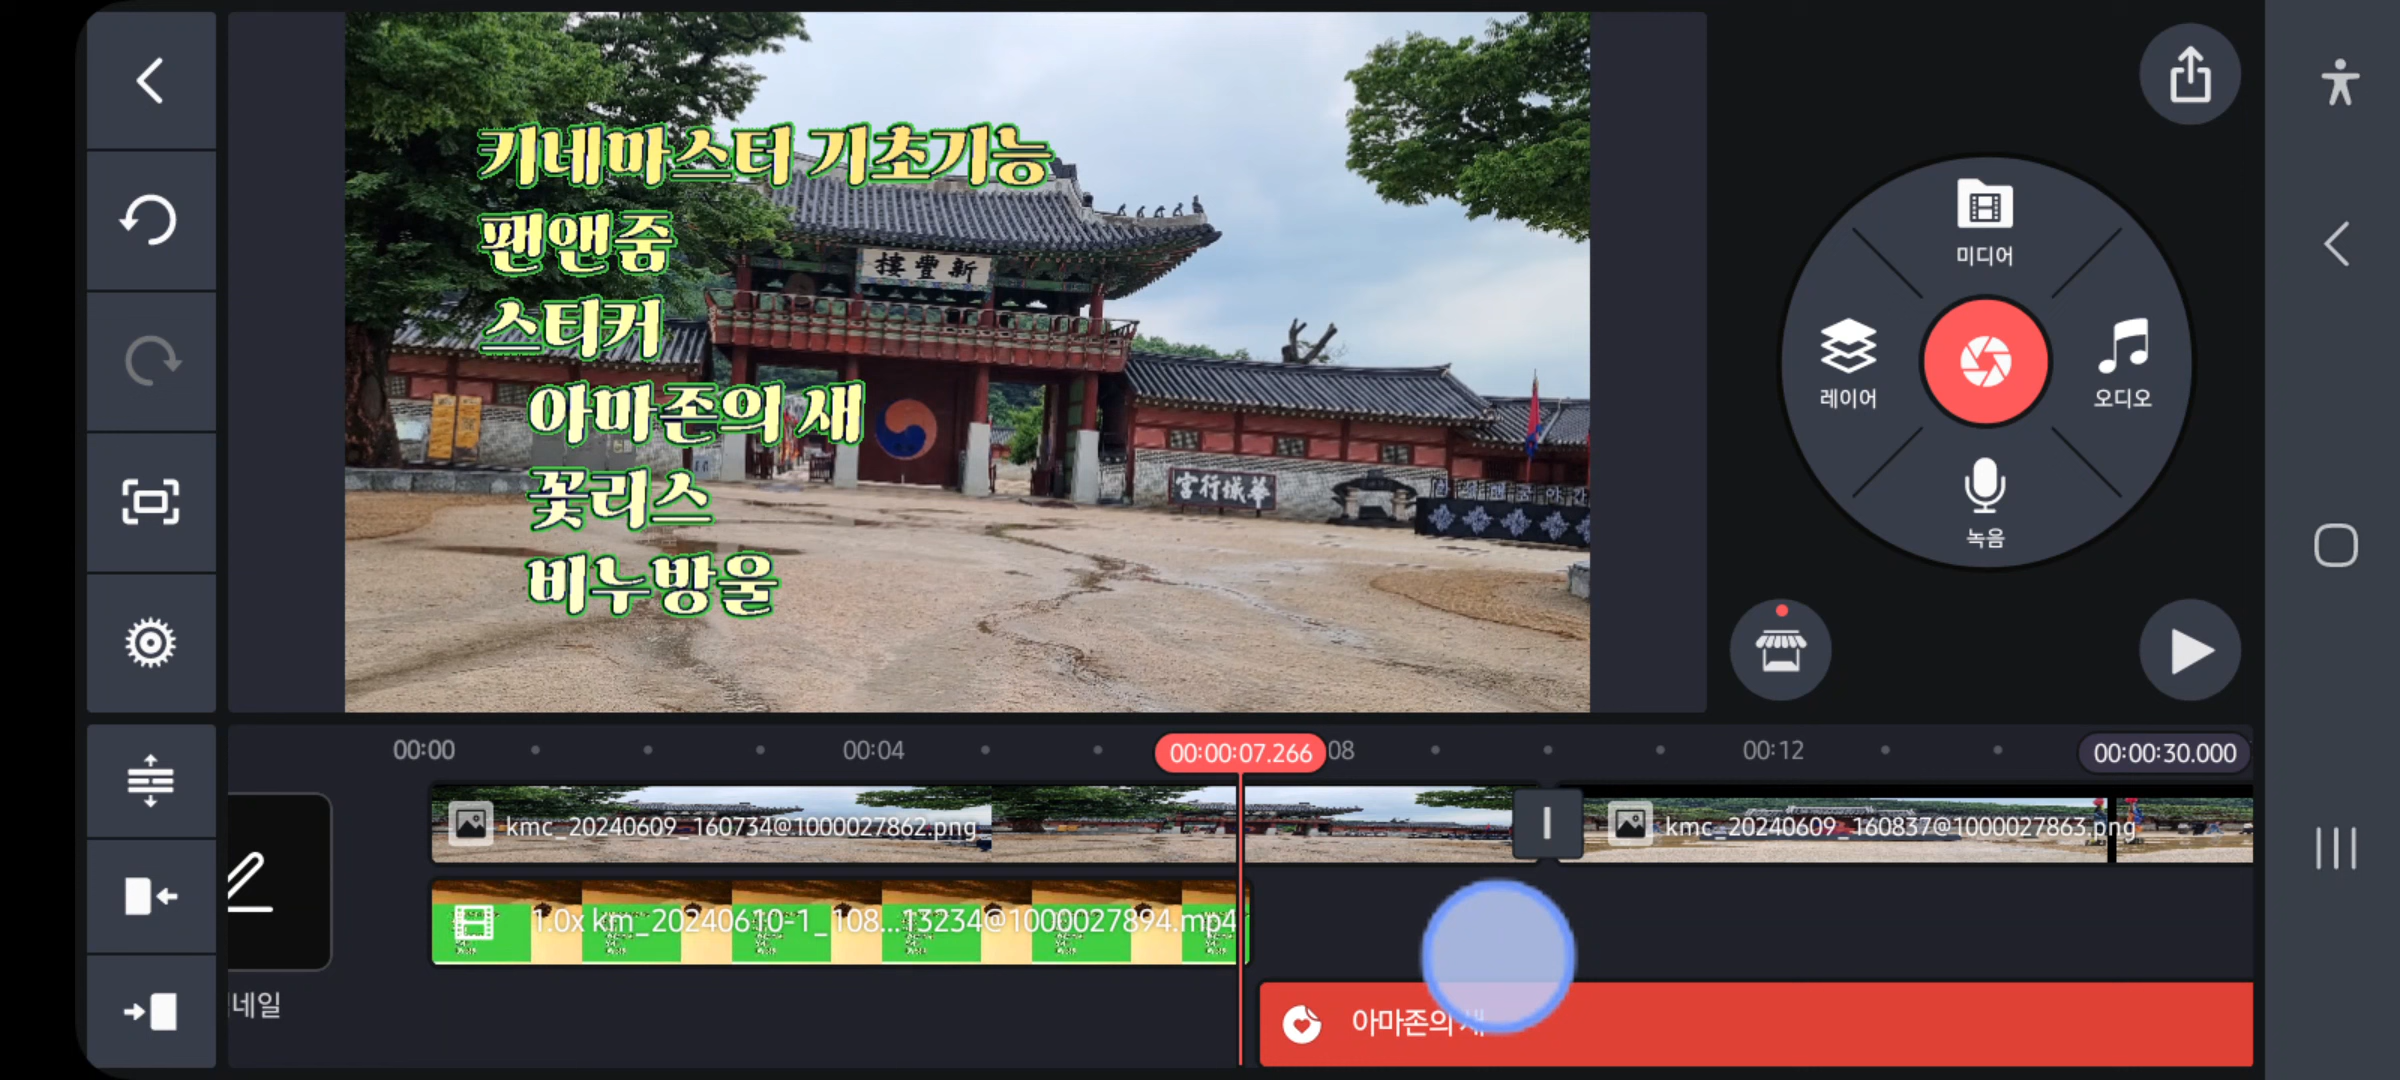 키네마스터 기초기능
팬앤줌
스티커
아마존의 새
꽃리스
비누방울
新豊樓
宮行城華
미디어
레이어
오디오
녹음
00:00
00:04
00:00:07.266
08
00:12
00:00:30.000
kmc_20240609_160734@1000027862.png
kmc_20240609_160837@1000027863.png
1.0x km_20240610-1_108...13234@1000027894.mp4
네일
아마존의 새